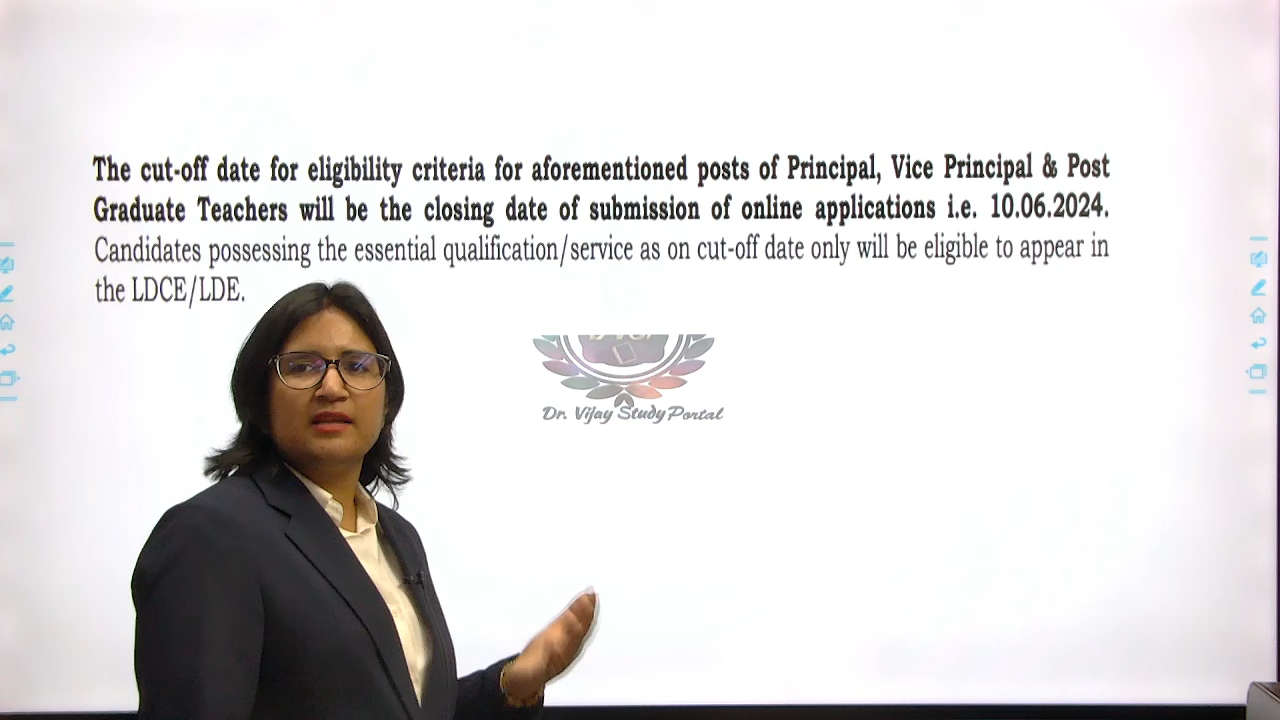 The cut-off date for eligibility criteria for aforementioned posts of Principal, Vice Principal & Post
Graduate Teachers will be the closing date of submission of online applications i.e. 10.06.2024.
Candidates possessing the essential qualification/service as on cut-off date only will be eligible to appear in
the LDCE/LDE.
Dr. Vijay Study Portal